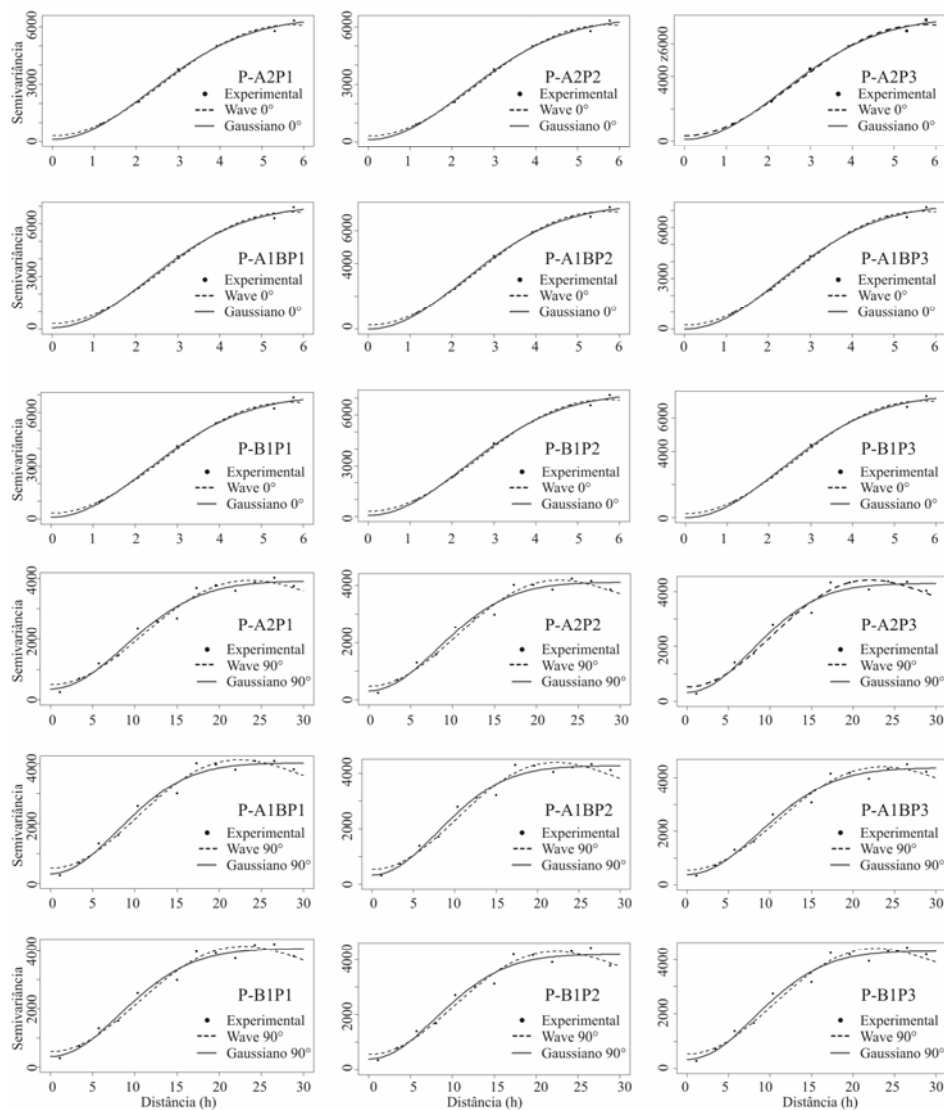 Semivariância
6000
3000
0
P-A2P1
Experimental
Wave 0°
Gaussiano 0°
0 1 2 3 4 5 6
6000
3000
0
P-A2P2
Experimental
Wave 0°
Gaussiano 0°
0 1 2 3 4 5 6
z6000
4000
0
P-A2P3
Experimental
Wave 0°
Gaussiano 0°
0 1 2 3 4 5 6
Semivariância
6000
3000
0
P-A1BP1
Experimental
Wave 0°
Gaussiano 0°
0 1 2 3 4 5 6
6000
4000
0
P-A1BP2
Experimental
Wave 0°
Gaussiano 0°
0 1 2 3 4 5 6
6000
3000
0
P-A1BP3
Experimental
Wave 0°
Gaussiano 0°
0 1 2 3 4 5 6
Semivariância
6000
3000
0
P-B1P1
Experimental
Wave 0°
Gaussiano 0°
0 1 2 3 4 5 6
6000
3000
0
P-B1P2
Experimental
Wave 0°
Gaussiano 0°
0 1 2 3 4 5 6
6000
4000
0
P-B1P3
Experimental
Wave 0°
Gaussiano 0°
0 1 2 3 4 5 6
Semivariância
4000
2000
0
P-A2P1
Experimental
Wave 90°
Gaussiano 90°
0 5 10 15 20 25 30
4000
2000
0
P-A2P2
Experimental
Wave 90°
Gaussiano 90°
0 5 10 15 20 25 30
4000
2000
0
P-A2P3
Experimental
Wave 90°
Gaussiano 90°
0 5 10 15 20 25 30
Semivariância
4000
2000
0
P-A1BP1
Experimental
Wave 90°
Gaussiano 90°
0 5 10 15 20 25 30
4000
2000
0
P-A1BP2
Experimental
Wave 90°
Gaussiano 90°
0 5 10 15 20 25 30
4000
2000
0
P-A1BP3
Experimental
Wave 90°
Gaussiano 90°
0 5 10 15 20 25 30
Semivariância
4000
2000
0
P-B1P1
Experimental
Wave 90°
Gaussiano 90°
0 5 10 15 20 25 30
Distância (h)
4000
2000
0
P-B1P2
Experimental
Wave 90°
Gaussiano 90°
0 5 10 15 20 25 30
Distância (h)
4000
2000
0
P-B1P3
Experimental
Wave 90°
Gaussiano 90°
0 5 10 15 20 25 30
Distância (h)